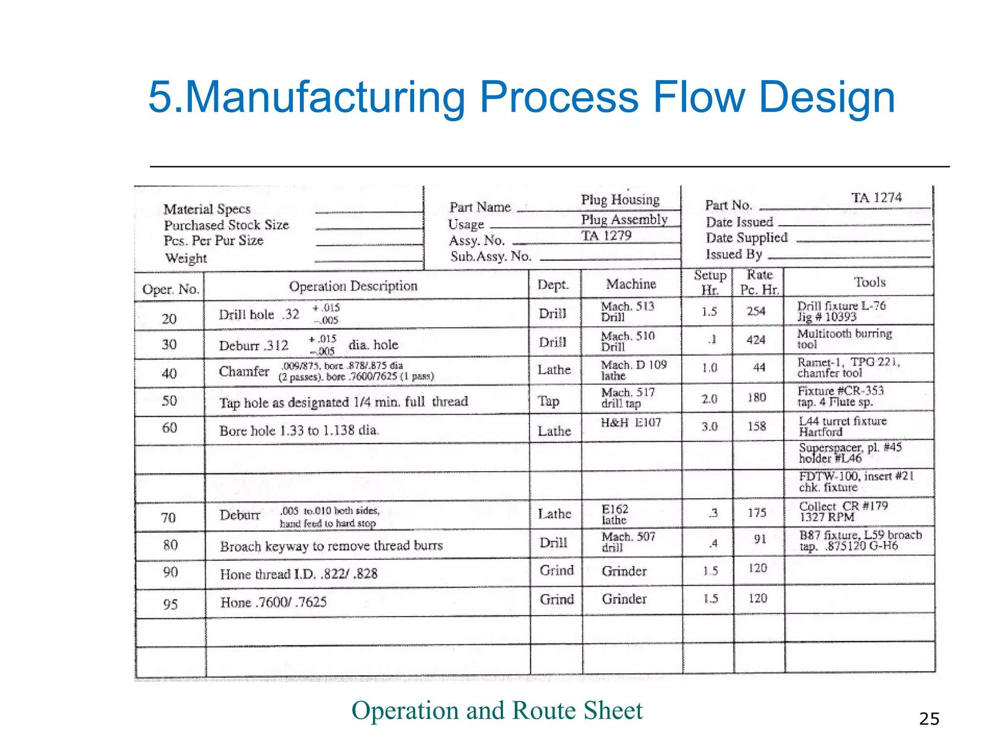 5.Manufacturing Process Flow Design
Material Specs
Purchased Stock Size
Pcs. Per Pur Size
Weight
Part Name Plug Housing
Usage Plug Assembly
Assy. No. TA 1279
Sub.Assy. No.
Part No. TA 1274
Date Issued
Date Supplied
Issued By
Oper. No. Operation Description Dept. Machine Setup Hr. Rate Pc. Hr. Tools
20 Drill hole .32 +.015 -.005 Drill Mach. 513 Drill 1.5 254 Drill fixture L-76 Jig # 10393
30 Deburr .312 +.015 -.005 dia. hole Drill Mach. 510 Drill .1 424 Multitooth burring tool
40 Chamfer .009/875, bore .878/.875 dia (2 passes). bore .7600/7625 (1 pass) Lathe Mach. D 109 lathe 1.0 44 Ramet-1, TPG 221, chamfer tool
50 Tap hole as designated 1/4 min. full thread Tap Mach. 517 drill tap 2.0 180 Fixture #CR-353 tap. 4 Flute sp.
60 Bore hole 1.33 to 1.138 dia. Lathe H&H E107 3.0 158 L44 turret fixture Hartford
Superspacer, pl. #45 holder #L46
FDTW-100, insert #21 chk. fixture
70 Deburr .005 to.010 both sides, hand feed to hard stop Lathe E162 lathe .3 175 Collect CR #179 1327 RPM
80 Broach keyway to remove thread burrs Drill Mach. 507 drill .4 91 B87 fixture, L59 broach tap. .875120 G-H6
90 Hone thread I.D. .822/ .828 Grind Grinder 1.5 120
95 Hone .7600/ .7625 Grind Grinder 1.5 120
Operation and Route Sheet
25